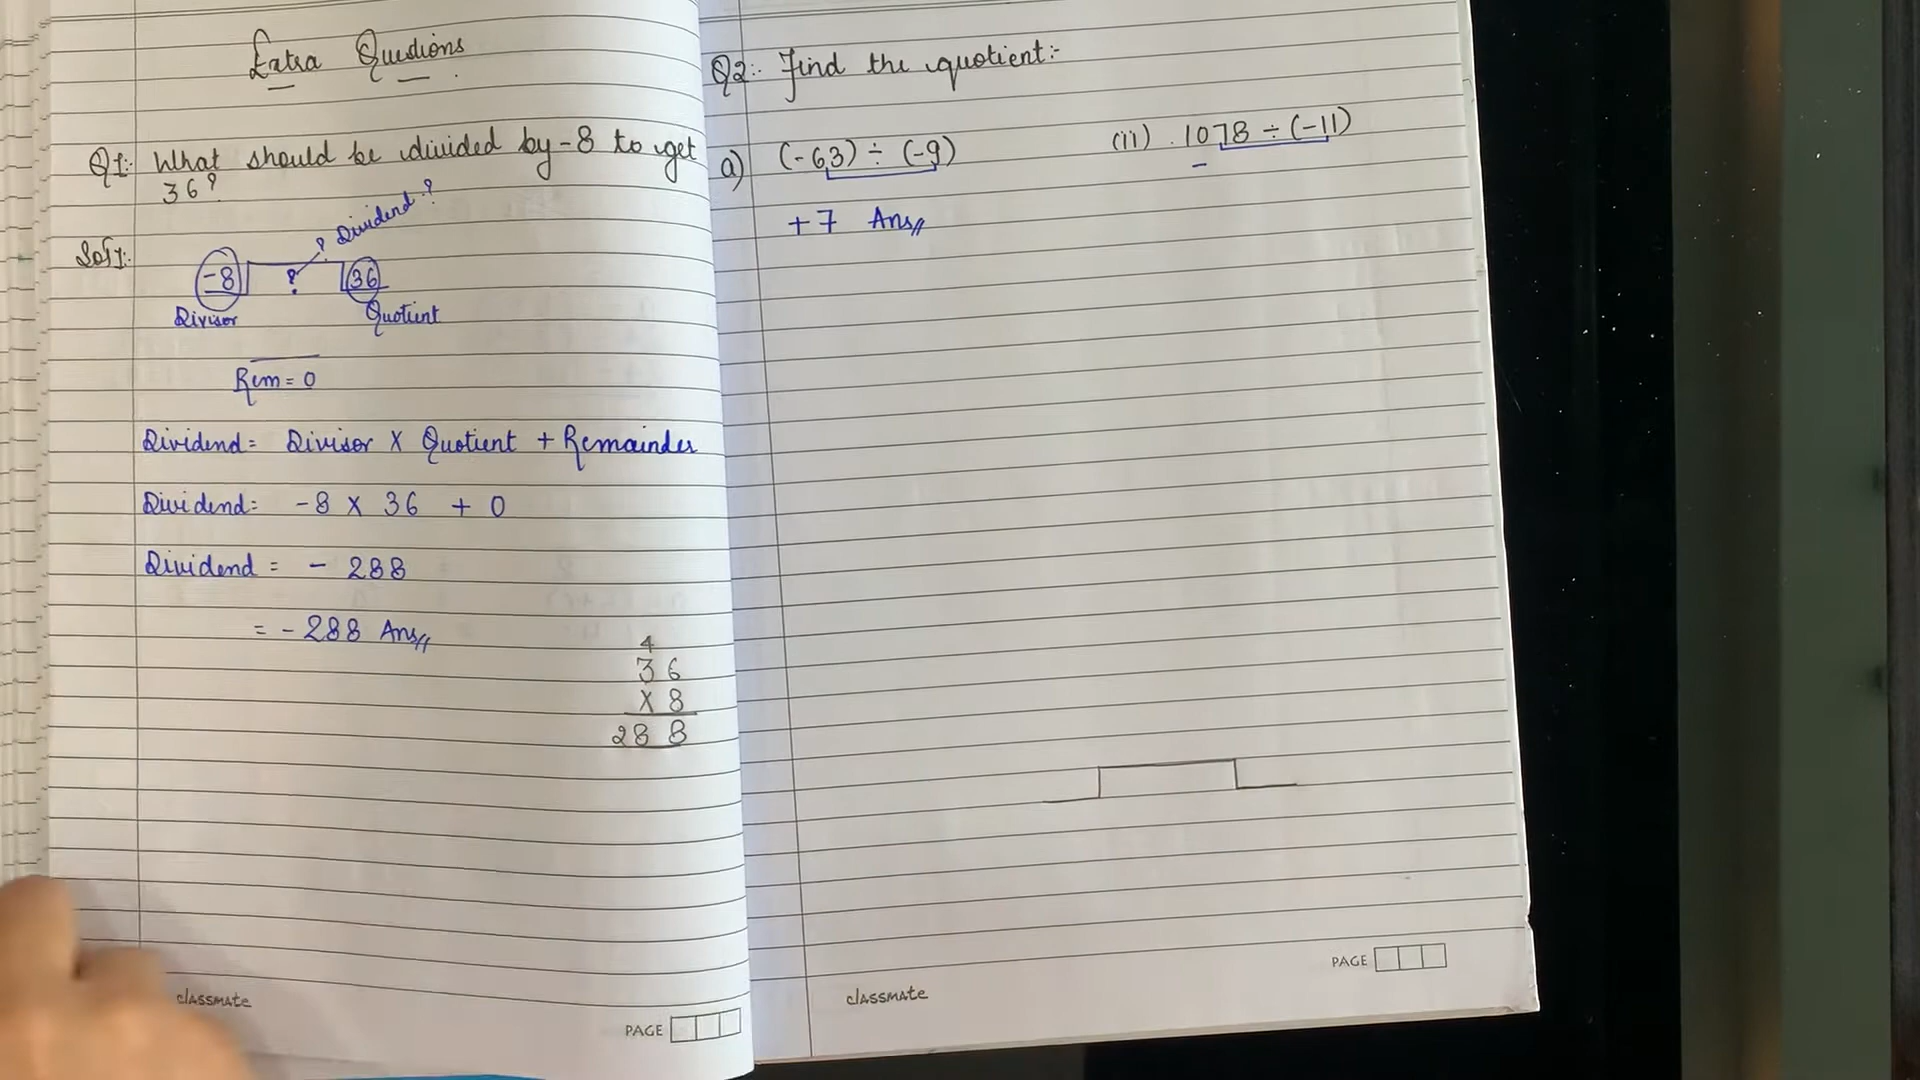 Extra Questions
Q1:- What should be divided by -8 to get
36?
Sol1:-
? Dividend?
-8 ? 36
Divisor Quotient
Rem = 0
Dividend = Divisor X Quotient + Remainder
Dividend = -8 X 36 + 0
Dividend = - 288
= - 288 Ans//
4
36
X 8
288
classmate
PAGE
Q2:- Find the quotient:-
a) (-63) ÷ (-9) (ii) 1078 ÷ (-11)
+7 Ans//
classmate
PAGE